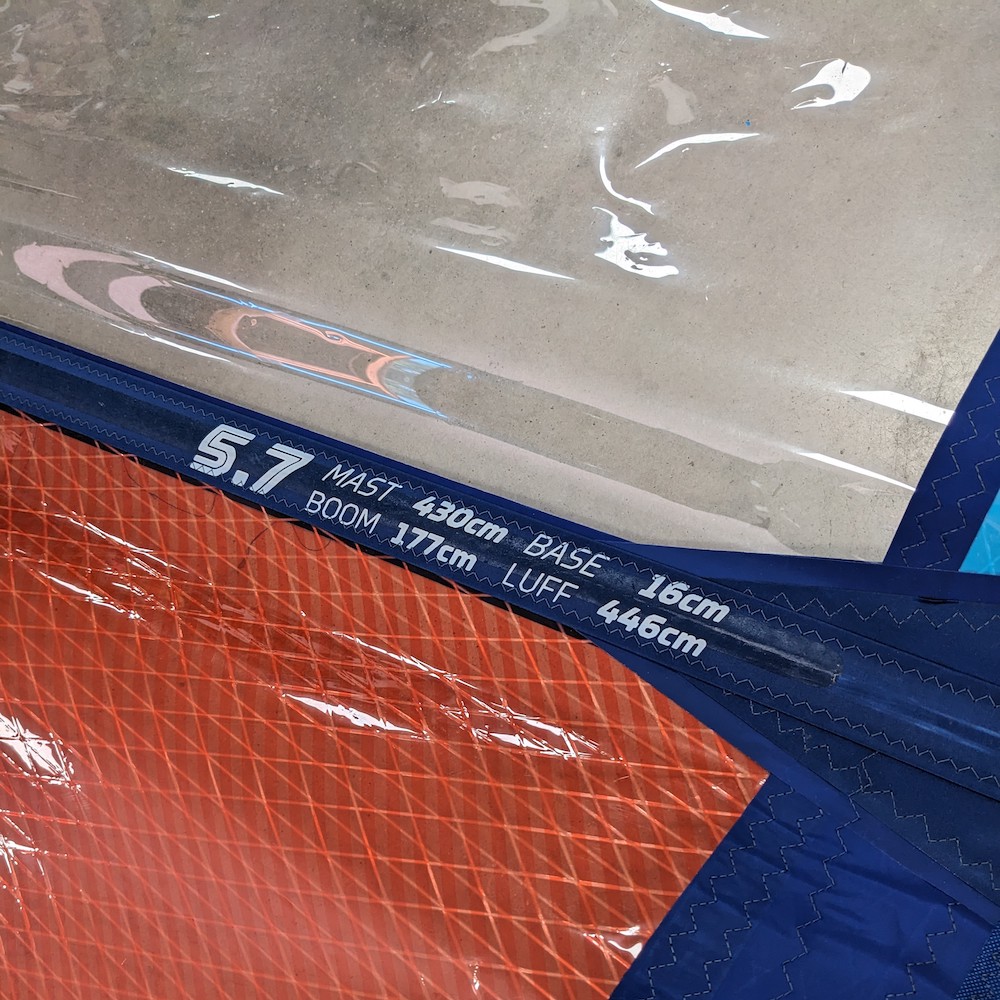 5.7
MAST 430cm BASE 16cm
BOOM 177cm LUFF 446cm